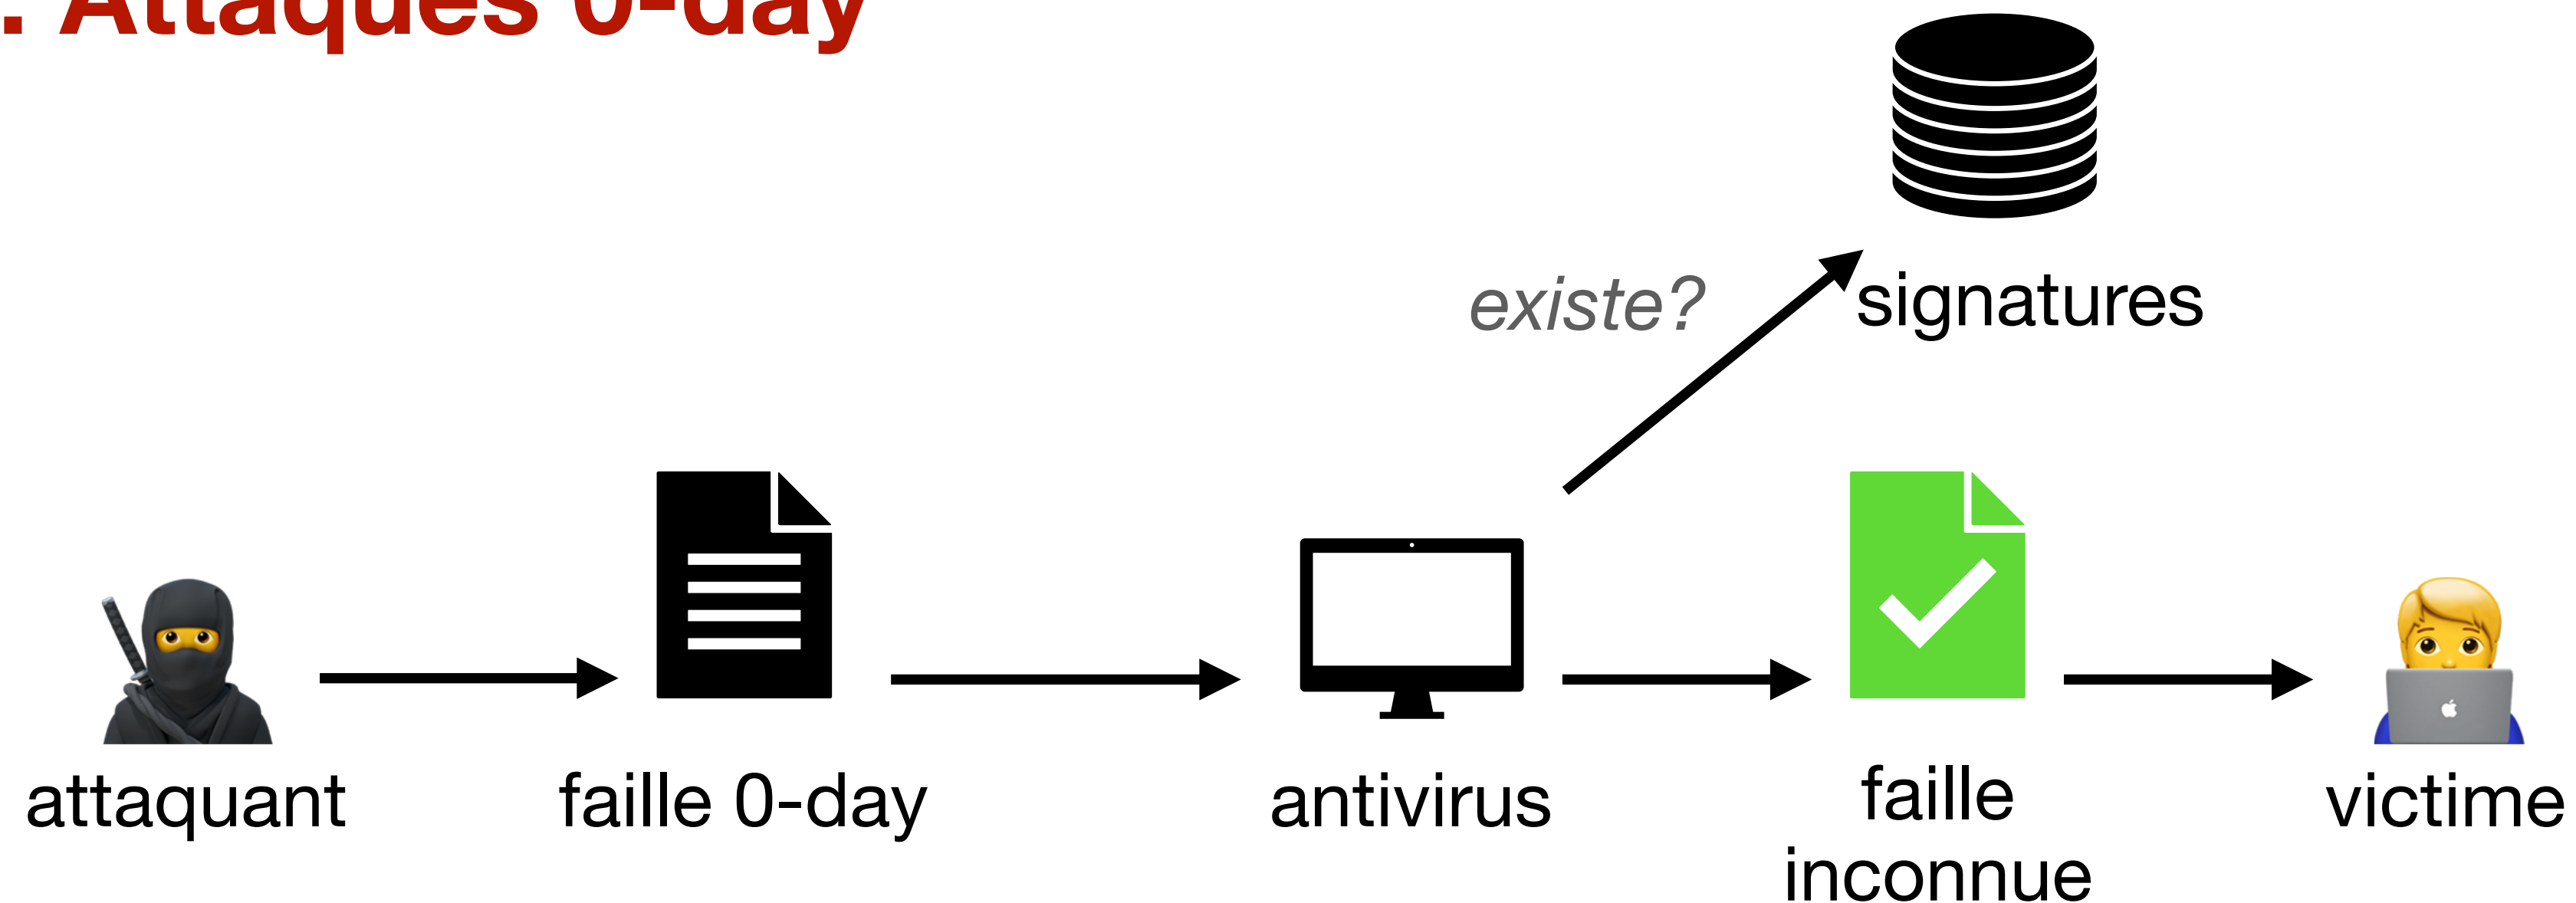 . Attaques 0-day
existe?
signatures
attaquant
faille 0-day
antivirus
faille
inconnue
victime